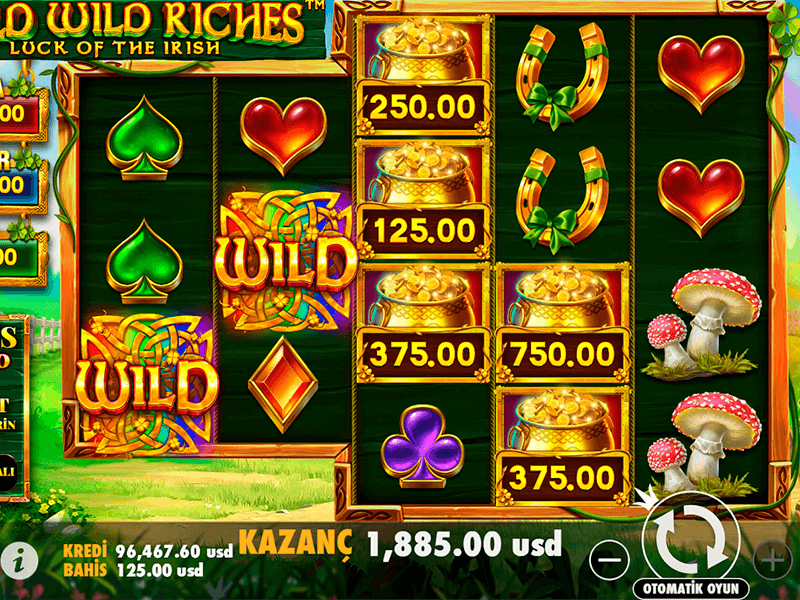 WILD RICHES™
LUCK OF THE IRISH
250.00
125.00
WILD
375.00
750.00
WILD
375.00
KREDİ 96,467.60 usd
BAHİS 125.00 usd
KAZANÇ 1,885.00 usd
OTOMATİK OYUN